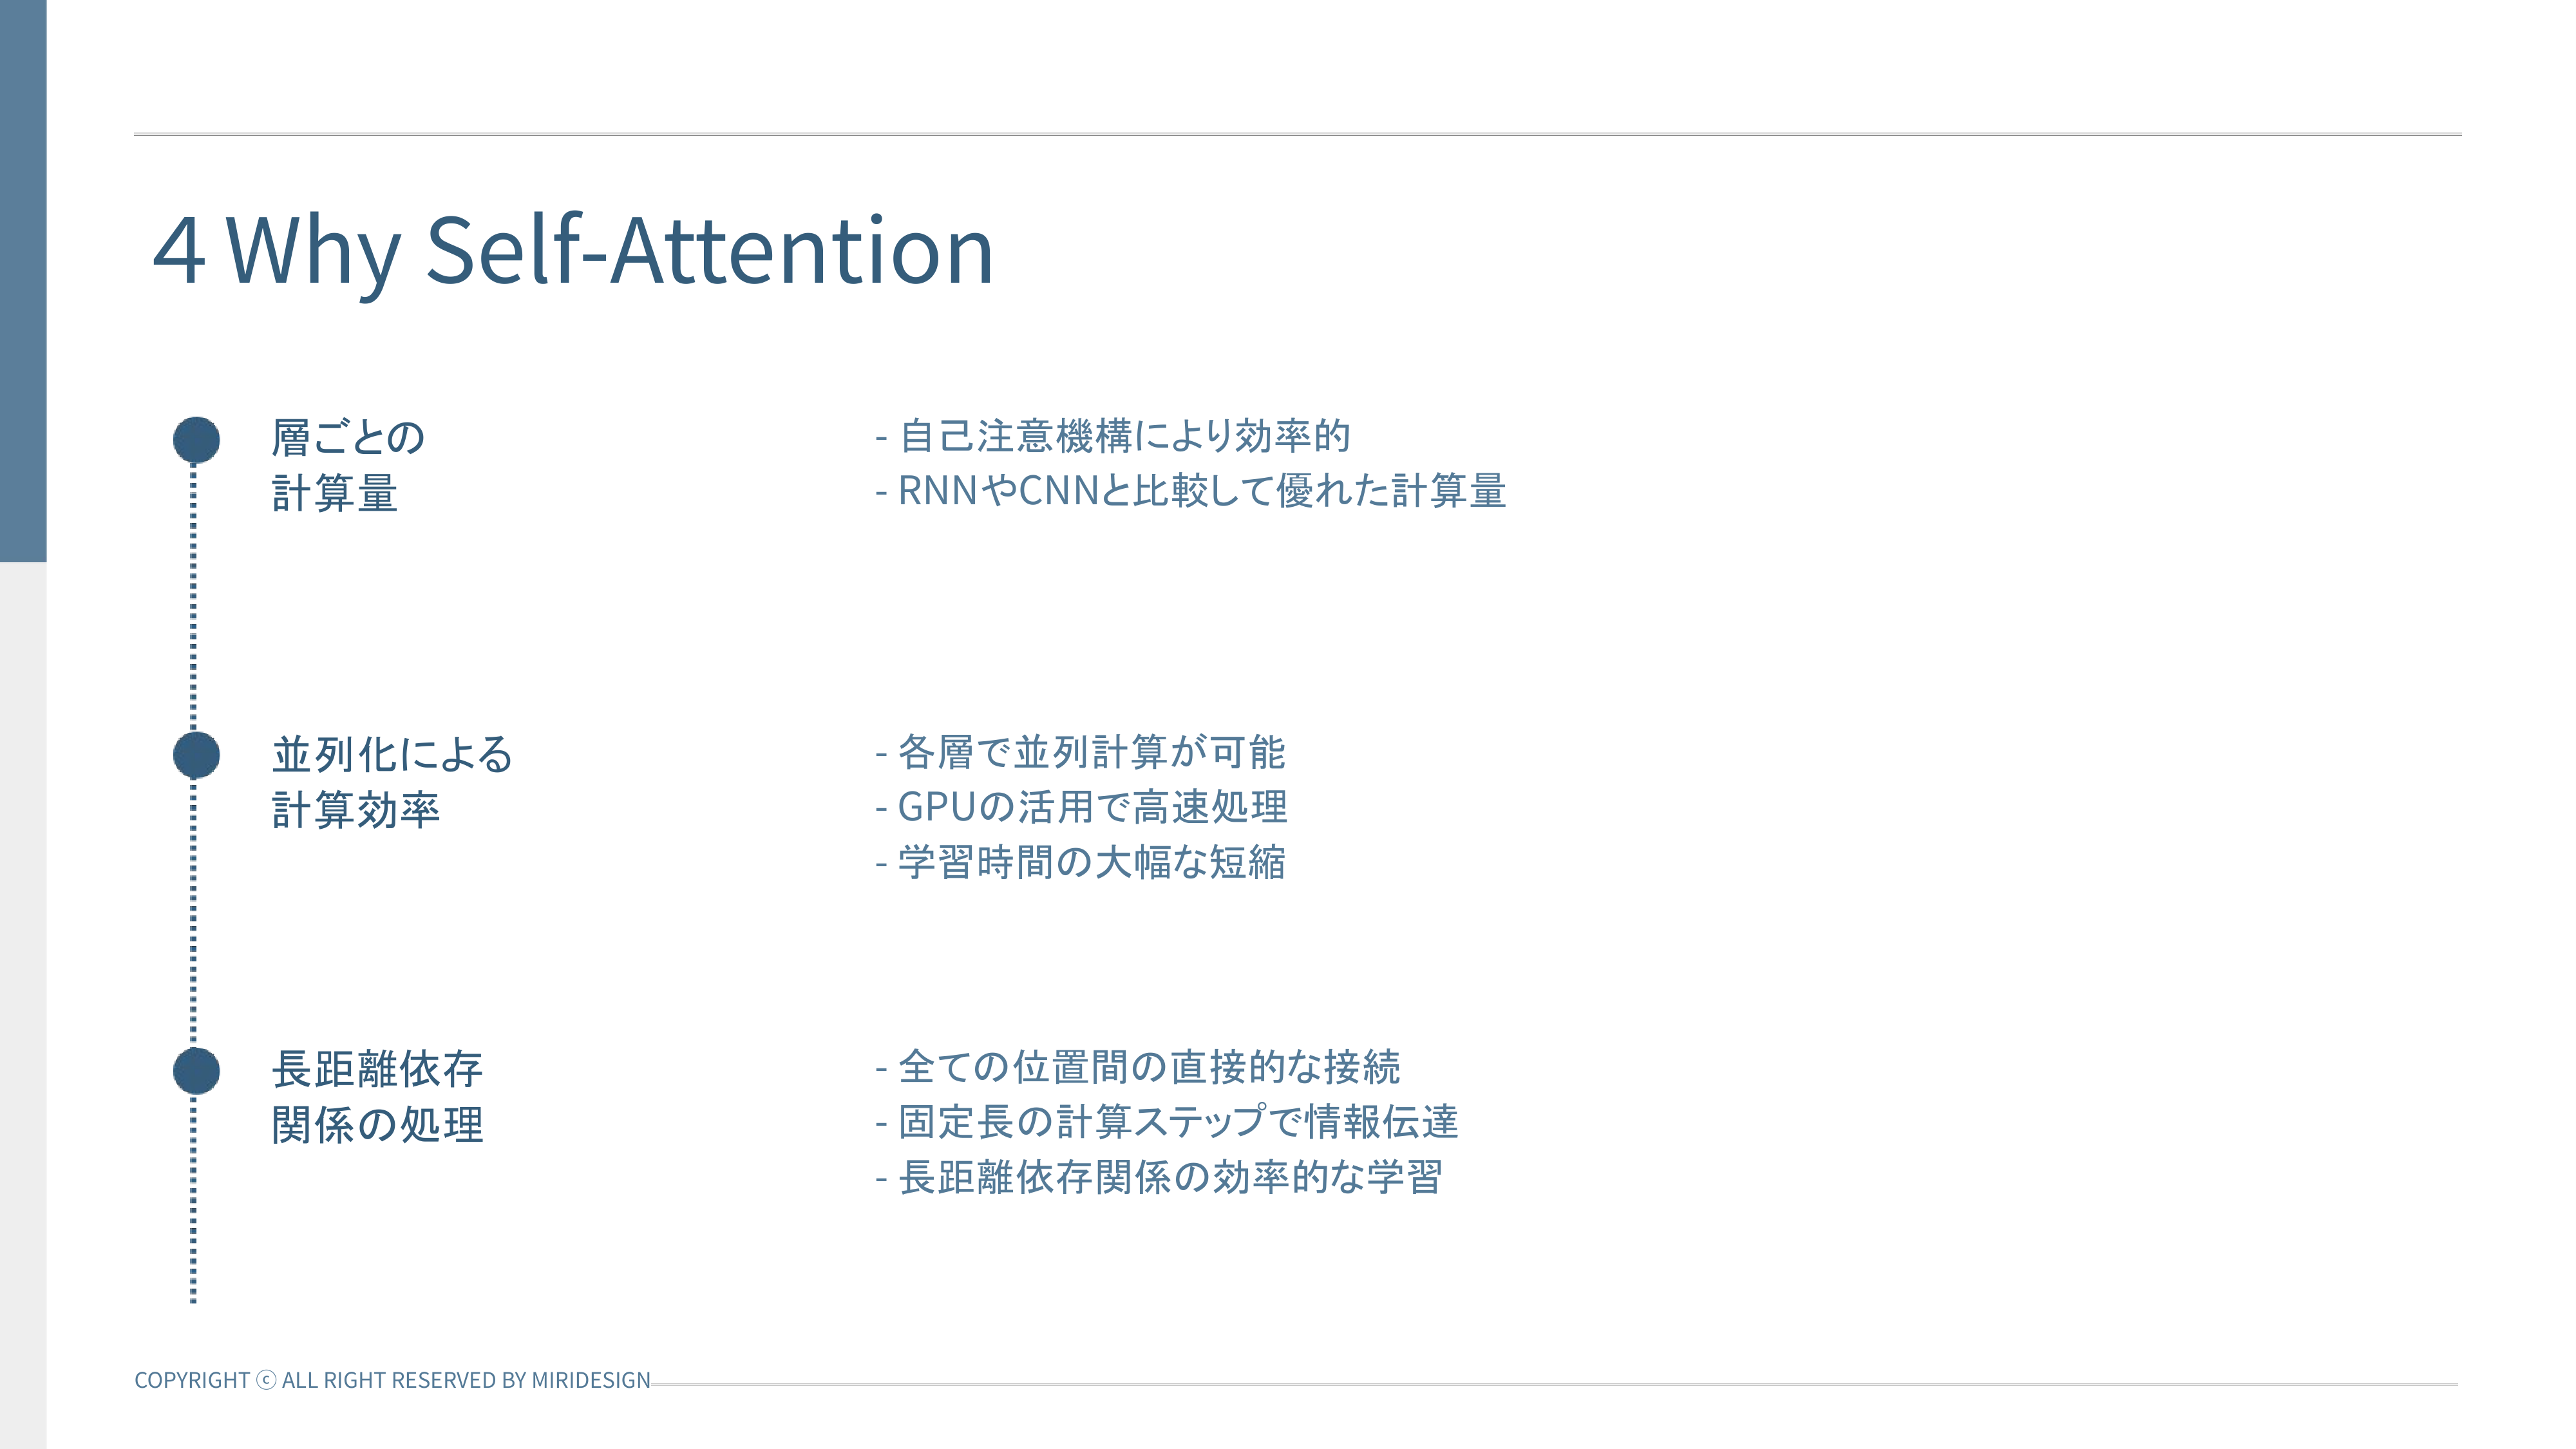 4 Why Self-Attention
層ごとの
計算量
- 自己注意機構により効率的
- RNNやCNNと比較して優れた計算量
並列化による
計算効率
- 各層で並列計算が可能
- GPUの活用で高速処理
- 学習時間の大幅な短縮
長距離依存
関係の処理
- 全ての位置間の直接的な接続
- 固定長の計算ステップで情報伝達
- 長距離依存関係の効率的な学習
COPYRIGHT ⓒ ALL RIGHT RESERVED BY MIRIDESIGN